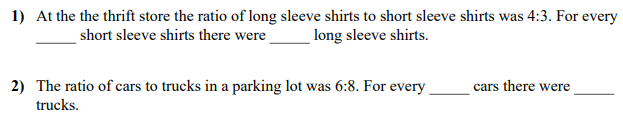 1) At the the thrift store the ratio of long sleeve shirts to short sleeve shirts was 4:3. For every
_____ short sleeve shirts there were _____ long sleeve shirts.
2) The ratio of cars to trucks in a parking lot was 6:8. For every _____ cars there were _____
trucks.